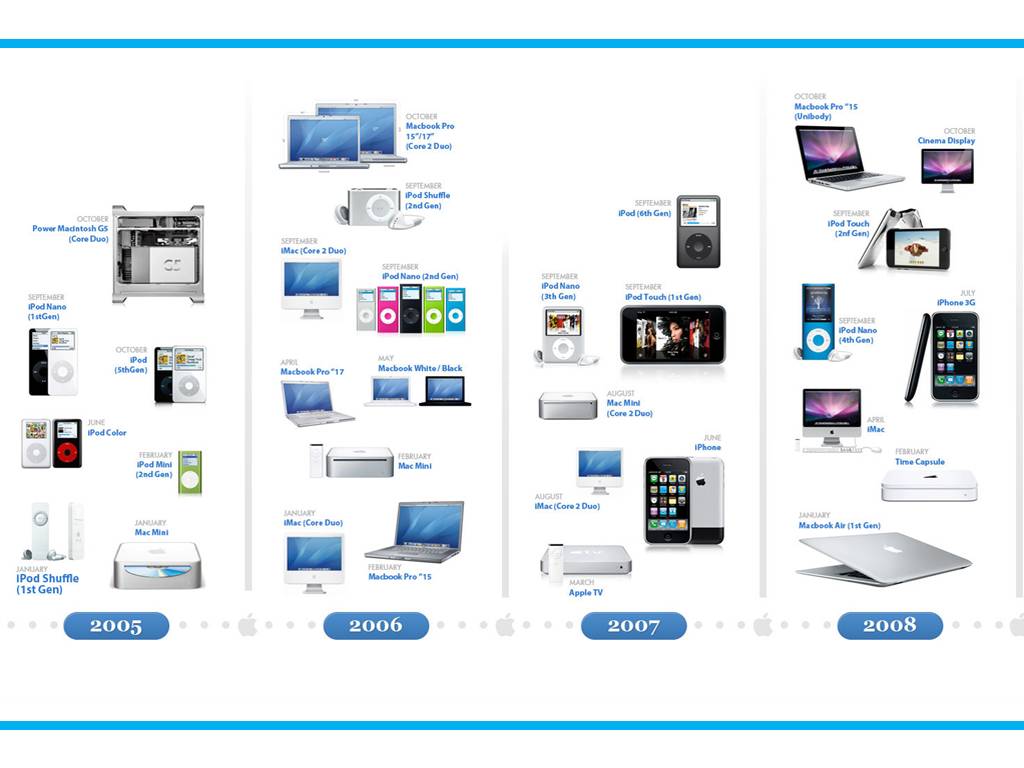 OCTOBER
Power Macintosh G5
(Core Duo)
SEPTEMBER
iPod Nano
(1stGen)
OCTOBER
iPod
(5thGen)
JUNE
iPod Color
FEBRUARY
iPod Mini
(2nd Gen)
JANUARY
iPod Shuffle
(1st Gen)
JANUARY
Mac Mini
2005
OCTOBER
Macbook Pro
15"/17"
(Core 2 Duo)
SEPTEMBER
iPod Shuffle
(2nd Gen)
SEPTEMBER
iMac (Core 2 Duo)
SEPTEMBER
iPod Nano (2nd Gen)
APRIL
Macbook Pro "17
MAY
Macbook White / Black
FEBRUARY
Mac Mini
JANUARY
iMac (Core Duo)
FEBRUARY
Macbook Pro "15
2006
SEPTEMBER
iPod (6th Gen)
SEPTEMBER
iPod Nano
(3th Gen)
SEPTEMBER
iPod Touch (1st Gen)
AUGUST
Mac Mini
(Core 2 Duo)
JUNE
iPhone
AUGUST
iMac (Core 2 Duo)
MARCH
Apple TV
2007
OCTOBER
Macbook Pro "15
(Unibody)
OCTOBER
Cinema Display
SEPTEMBER
iPod Touch
(2nf Gen)
JULY
iPhone 3G
SEPTEMBER
iPod Nano
(4th Gen)
APRIL
iMac
FEBRUARY
Time Capsule
JANUARY
Macbook Air (1st Gen)
2008